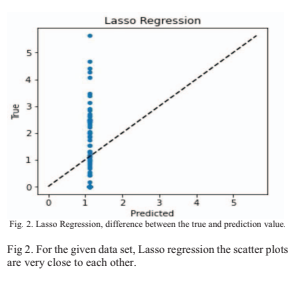 Lasso Regression
5
4
3
2
1
0
True
0 1 2 3 4 5
Predicted
Fig. 2. Lasso Regression, difference between the true and prediction value.
Fig 2. For the given data set, Lasso regression the scatter plots
are very close to each other.